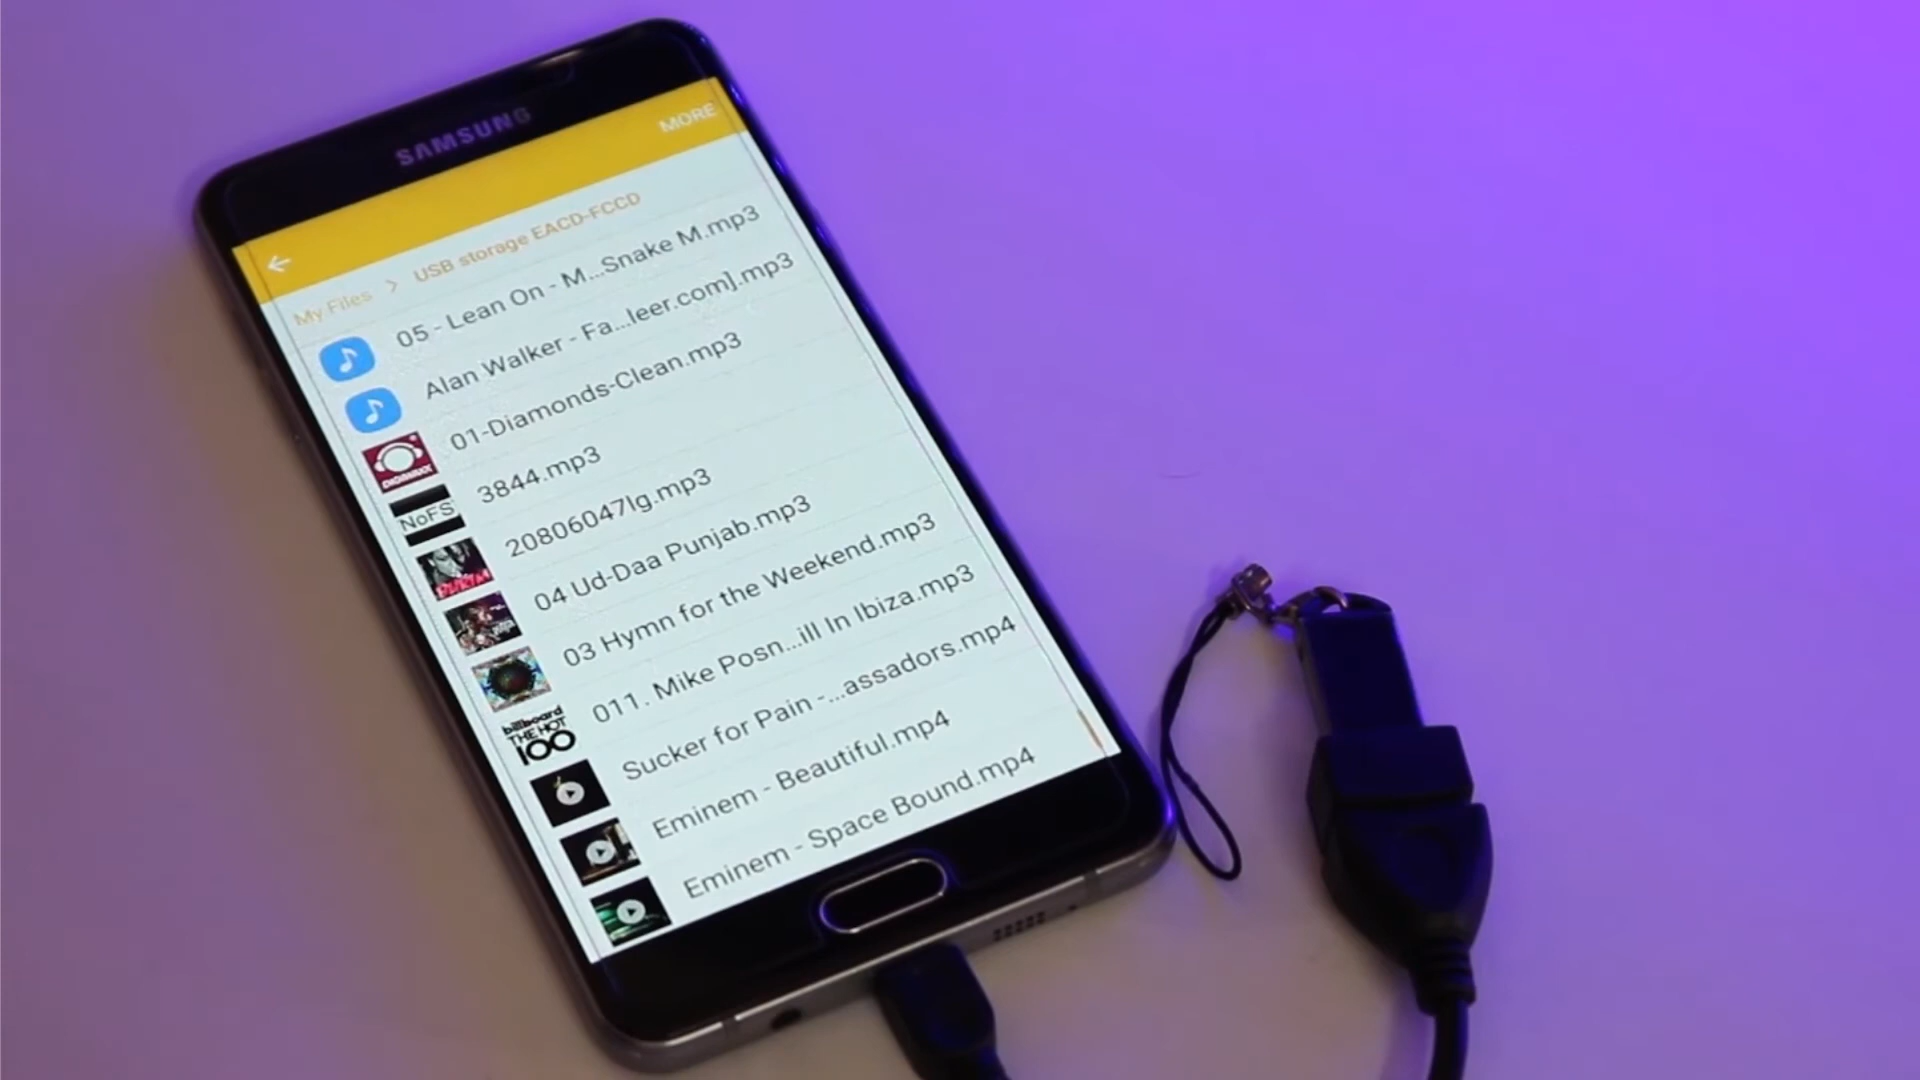 SAMSUNG
MORE
My Files > USB storage EACD-FCCD
05 - Lean On - M...Snake M.mp3
Alan Walker - Fa...leer.com].mp3
01-Diamonds-Clean.mp3
3844.mp3
NoFS
20806047lg.mp3
04 Ud-Daa Punjab.mp3
03 Hymn for the Weekend.mp3
011. Mike Posn...ill In Ibiza.mp3
billboard
THE HOT
100
Sucker for Pain -...assadors.mp4
Eminem - Beautiful.mp4
Eminem - Space Bound.mp4